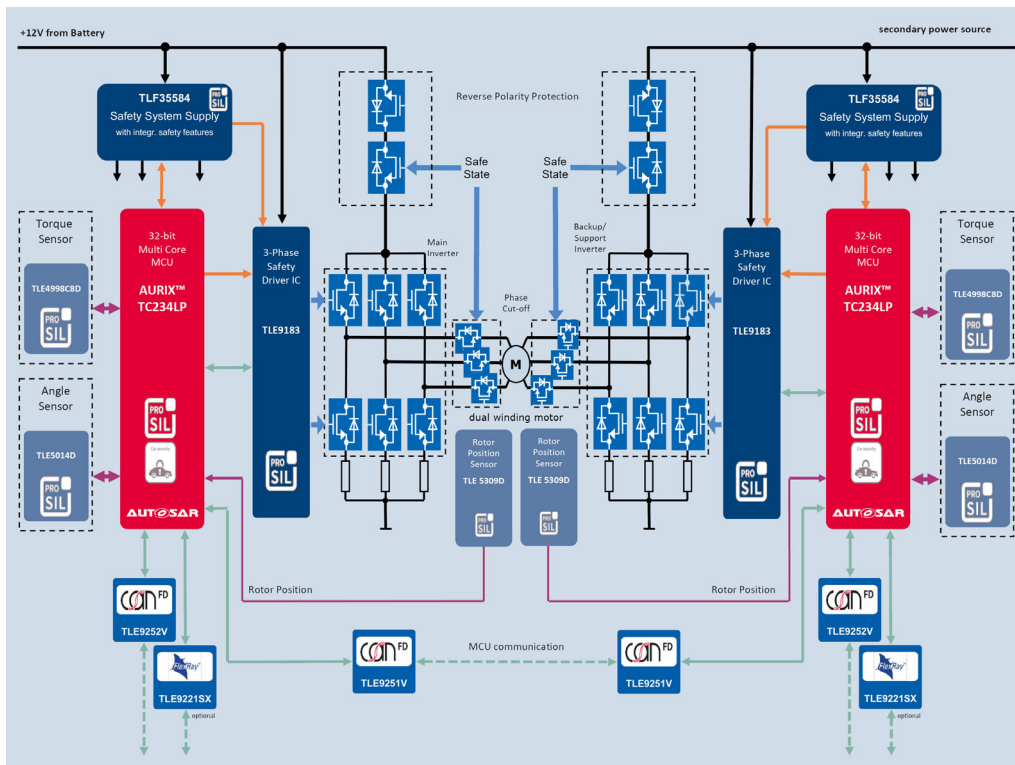 +12V from Battery
secondary power source
TLF35584
PRO SIL
Safety System Supply
with integr. safety features
Reverse Polarity Protection
TLF35584
PRO SIL
Safety System Supply
with integr. safety features
Safe
State
Safe
State
Torque
Sensor
TLE4998C8D
PRO SIL
32-bit
Multi Core
MCU
AURIX™
TC234LP
3-Phase
Safety
Driver IC
TLE9183
Main
Inverter
Backup/
Support
Inverter
Phase
Cut-off
M
dual winding motor
3-Phase
Safety
Driver IC
TLE9183
32-bit
Multi Core
MCU
AURIX™
TC234LP
Torque
Sensor
TLE4998C8D
PRO SIL
Angle
Sensor
TLE5014D
PRO SIL
PRO SIL
Car security
AUTOSAR
PRO SIL
Rotor
Position
Sensor
TLE 5309D
PRO SIL
Rotor
Position
Sensor
TLE 5309D
PRO SIL
PRO SIL
PRO SIL
Car security
AUTOSAR
Angle
Sensor
TLE5014D
PRO SIL
Rotor Position
Rotor Position
CAN FD
TLE9252V
FlexRay
TLE9221SX
optional
CAN FD
TLE9251V
MCU communication
CAN FD
TLE9251V
CAN FD
TLE9252V
FlexRay
TLE9221SX
optional